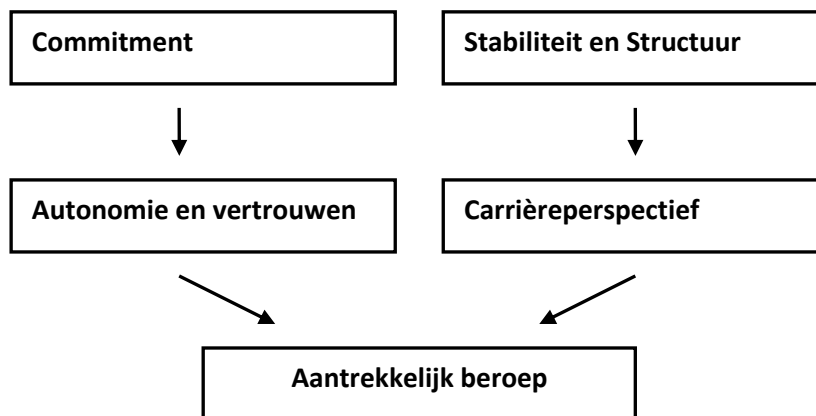 Commitment
Stabiliteit en Structuur
Autonomie en vertrouwen
Carrièreperspectief
Aantrekkelijk beroep